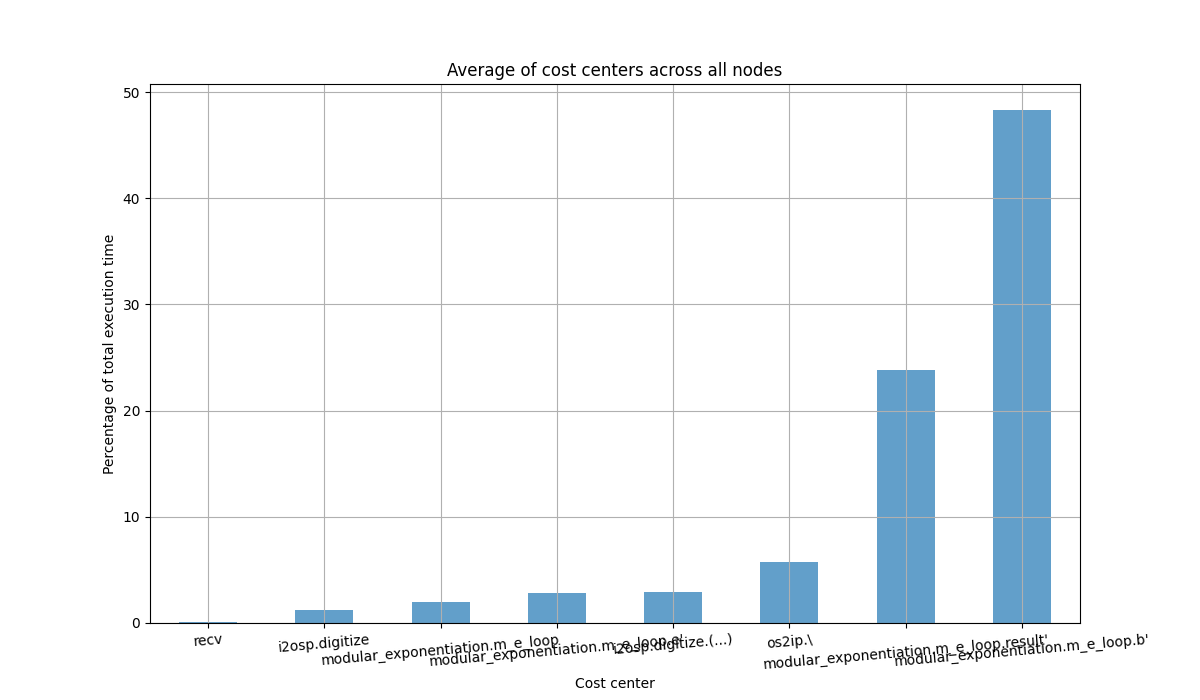 Average of cost centers across all nodes
Percentage of total execution time
50
40
30
20
10
0
recv
i2osp.digitize
modular_exponentiation.m_e_loop
modular_exponentiation.m_e_loop.e'
i2osp.digitize.(...)
os2ip.\
modular_exponentiation.m_e_loop.result'
modular_exponentiation.m_e_loop.b'
Cost center